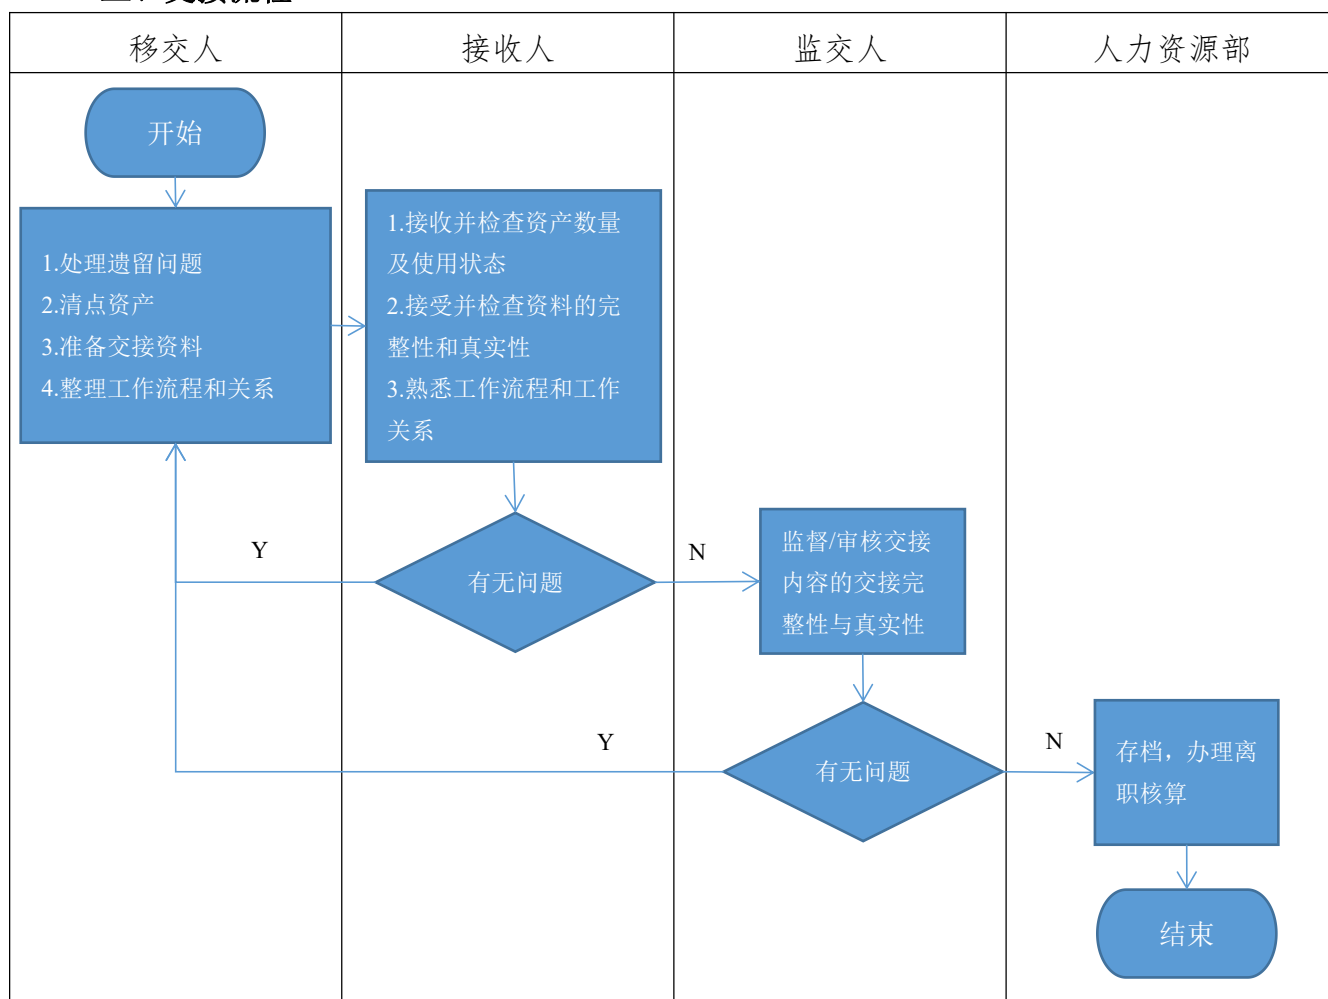 交接流程
移交人
接收人
监交人
人力资源部
开始
1.处理遗留问题
2.清点资产
3.准备交接资料
4.整理工作流程和关系
1.接收并检查资产数量
及使用状态
2.接受并检查资料的完
整性和真实性
3.熟悉工作流程和工作
关系
Y
有无问题
N
监督/审核交接
内容的交接完
整性与真实性
Y
有无问题
N
存档，办理离
职核算
结束